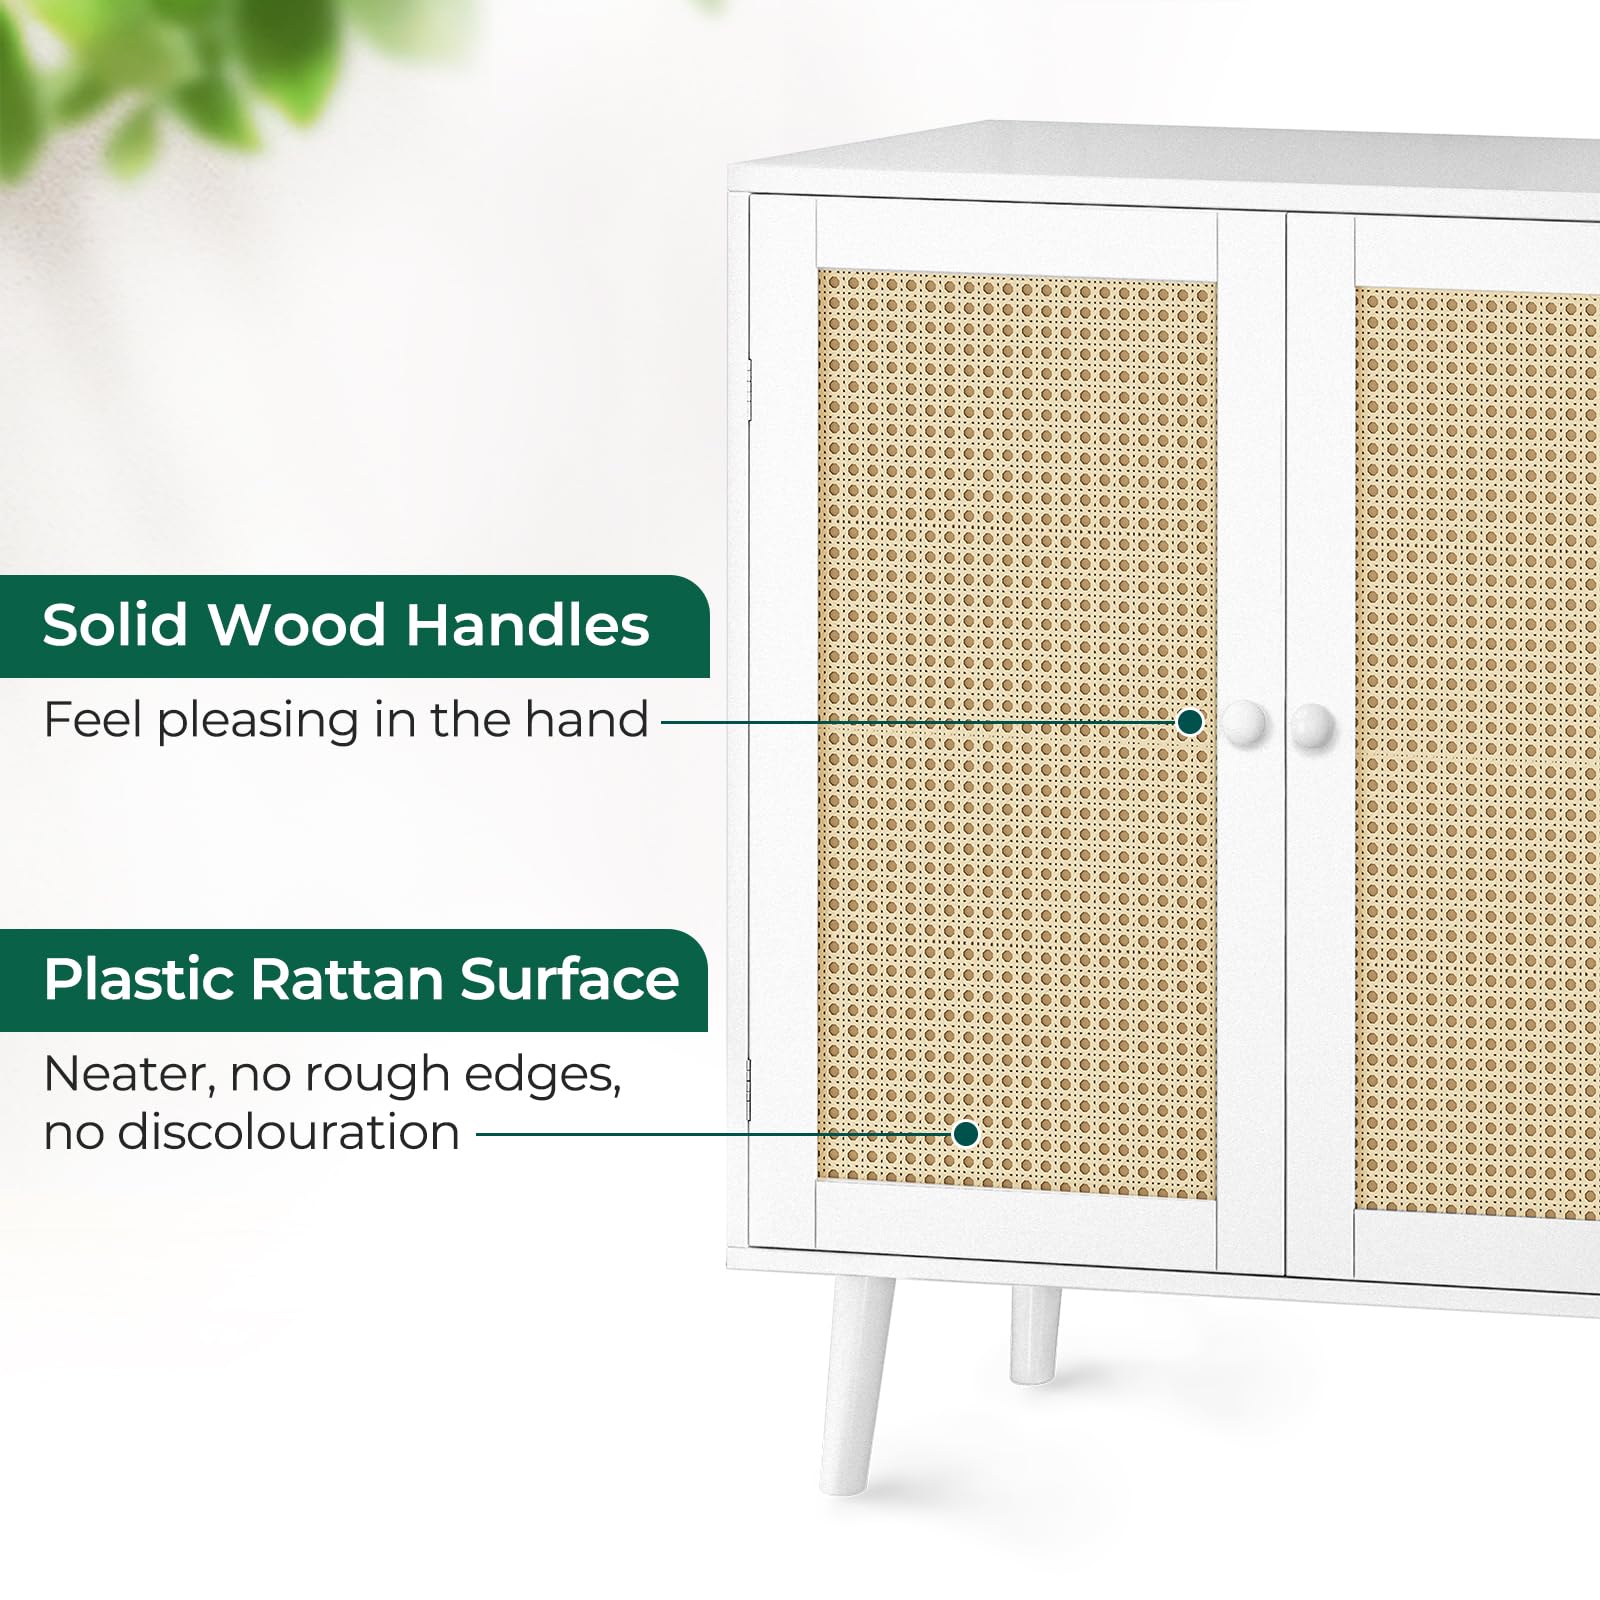 Solid Wood Handles
Feel pleasing in the hand
Plastic Rattan Surface
Neater, no rough edges,
no discolouration